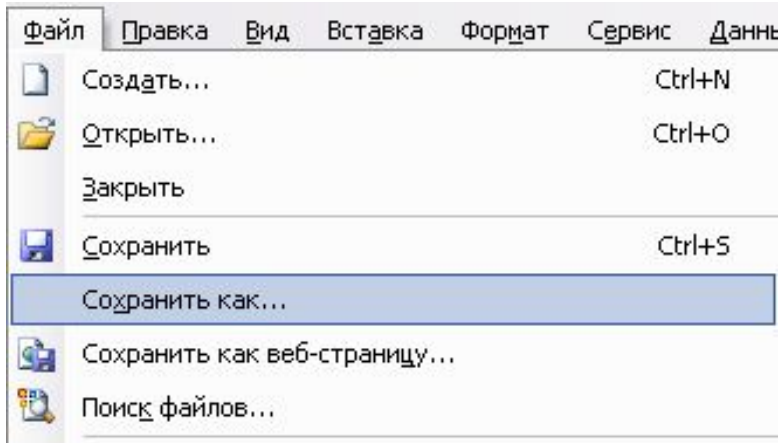 Файл Правка Вид Вставка Формат Сервис
Создать... Ctrl+N
Открыть... Ctrl+O
Закрыть
Сохранить Ctrl+S
Сохранить как...
Сохранить как веб-страницу...
Поиск файлов...